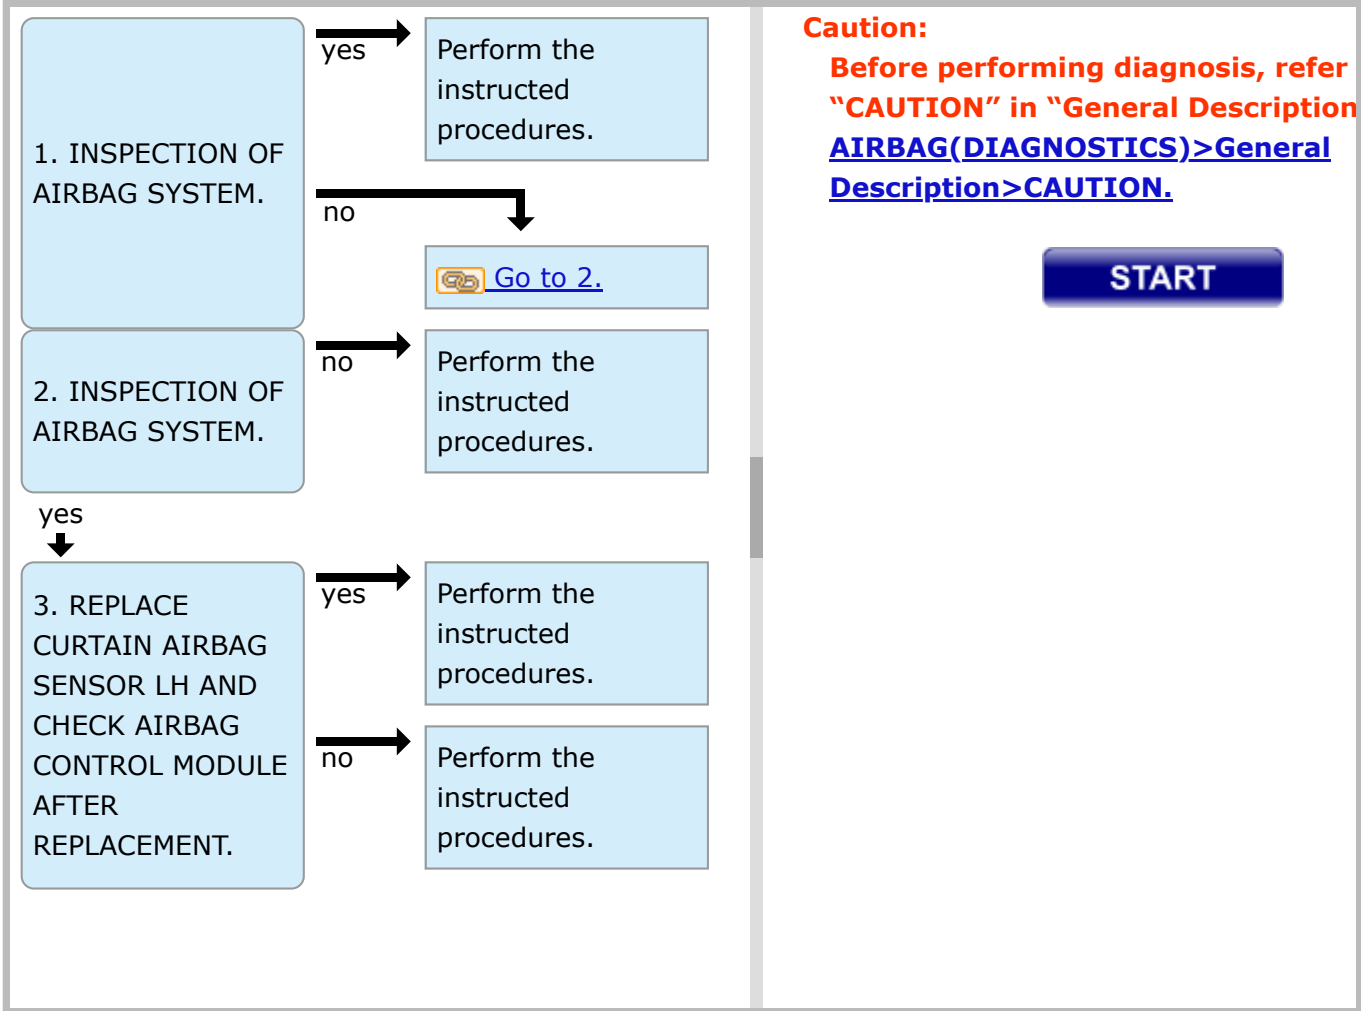 1. INSPECTION OF
AIRBAG SYSTEM.
yes
Perform the
instructed
procedures.
no
Go to 2.
2. INSPECTION OF
AIRBAG SYSTEM.
no
Perform the
instructed
procedures.
yes
3. REPLACE
CURTAIN AIRBAG
SENSOR LH AND
CHECK AIRBAG
CONTROL MODULE
AFTER
REPLACEMENT.
yes
Perform the
instructed
procedures.
no
Perform the
instructed
procedures.
Caution:
Before performing diagnosis, refer
“CAUTION” in “General Description
AIRBAG(DIAGNOSTICS)>General
Description>CAUTION.
START